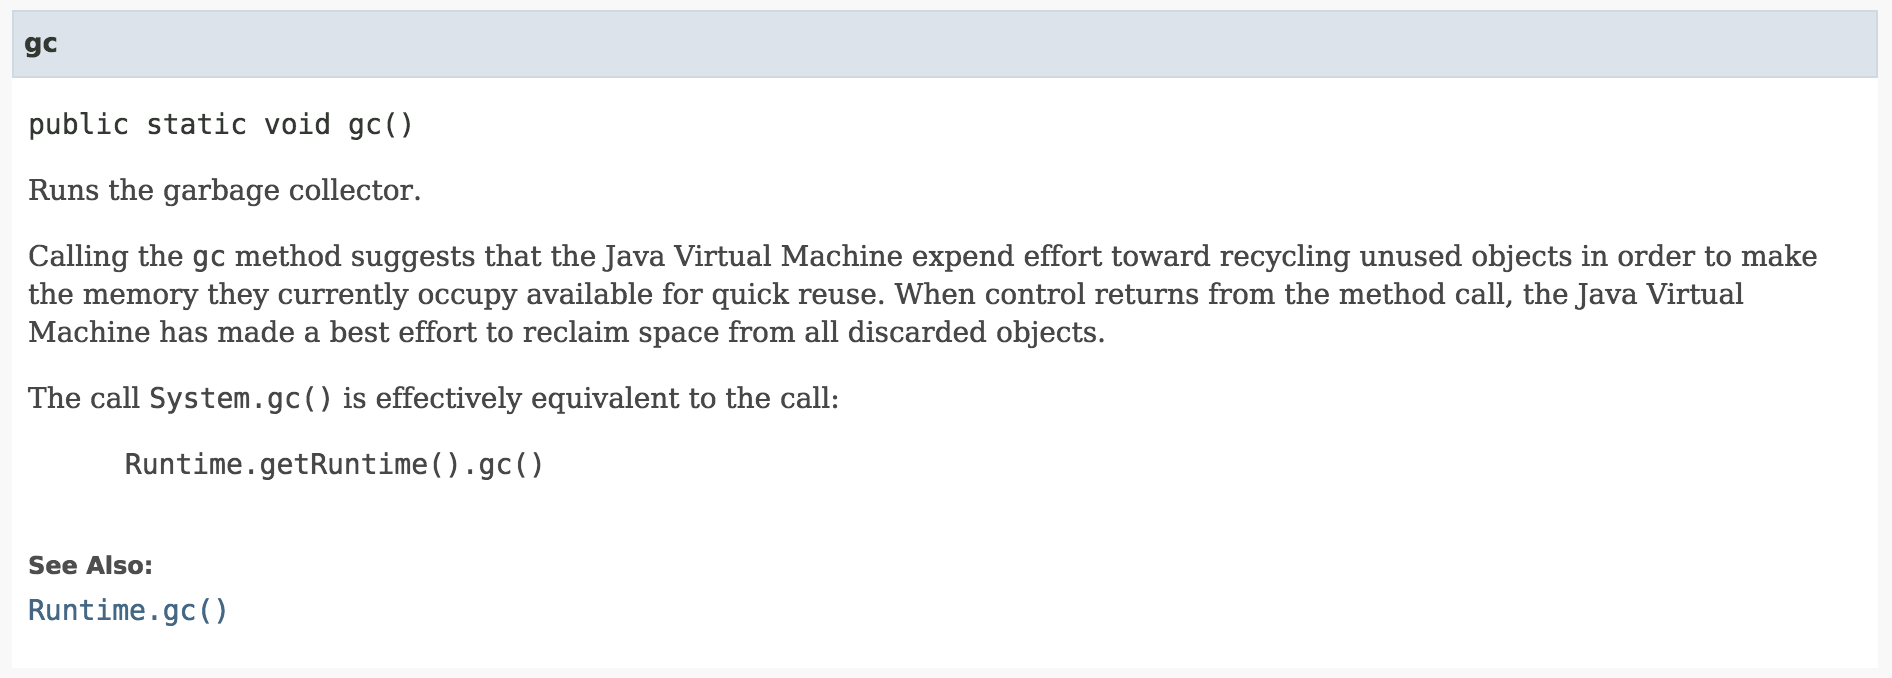 gc
public static void gc()
Runs the garbage collector.
Calling the gc method suggests that the Java Virtual Machine expend effort toward recycling unused objects in order to make
the memory they currently occupy available for quick reuse. When control returns from the method call, the Java Virtual
Machine has made a best effort to reclaim space from all discarded objects.
The call System.gc() is effectively equivalent to the call:
Runtime.getRuntime().gc()
See Also:
Runtime.gc()